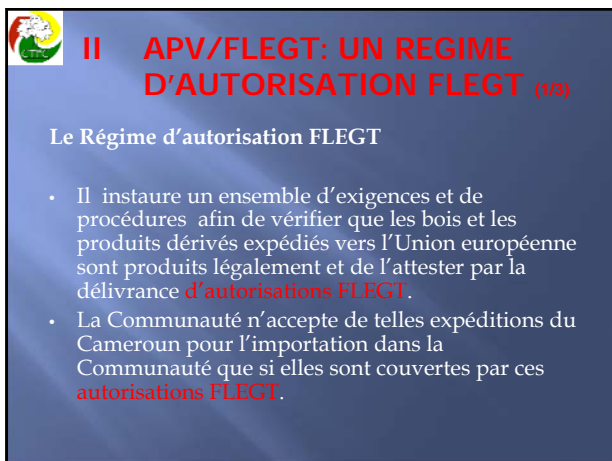 II APV/FLEGT: UN REGIME
D'AUTORISATION FLEGT (1/3)
Le Régime d'autorisation FLEGT
• Il instaure un ensemble d'exigences et de
procédures afin de vérifier que les bois et les
produits dérivés expédiés vers l'Union européenne
sont produits légalement et de l'attester par la
délivrance d'autorisations FLEGT.
• La Communauté n'accepte de telles expéditions du
Cameroun pour l'importation dans la
Communauté que si elles sont couvertes par ces
autorisations FLEGT.